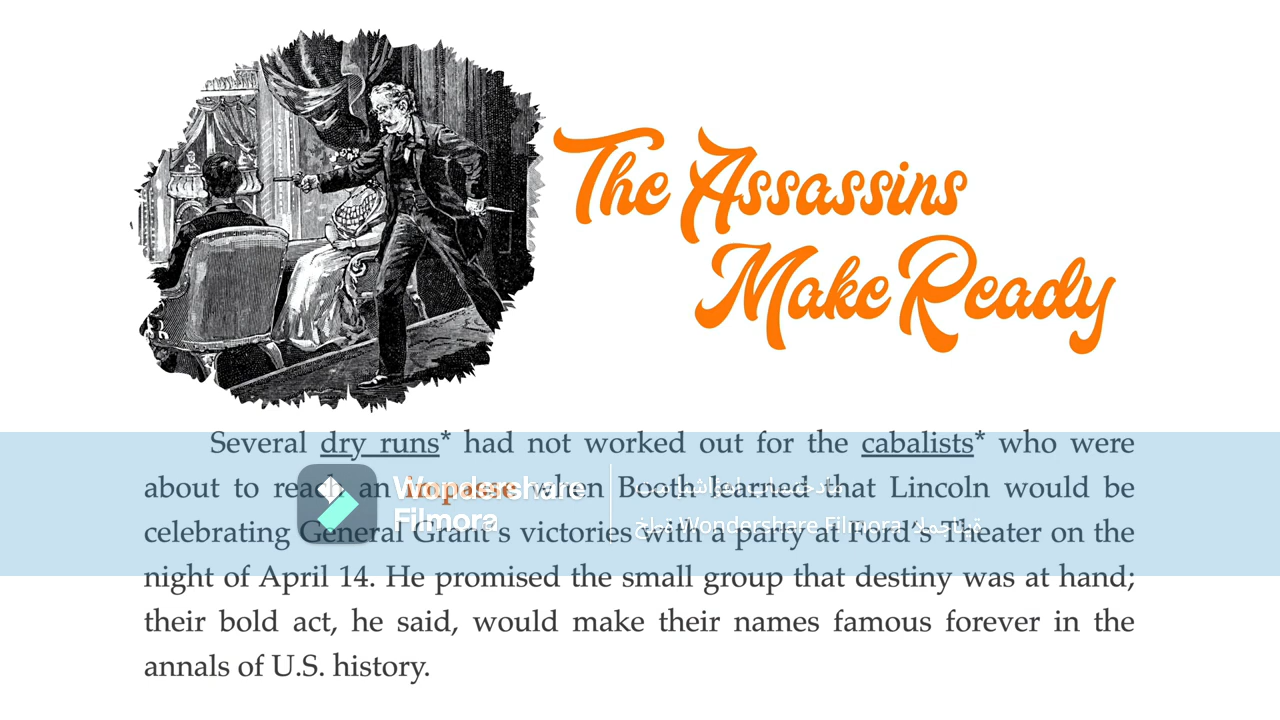 The Assassins
Make Ready
Several dry runs* had not worked out for the cabalists* who were
about to reach an impasse when Booth learned that Lincoln would be
celebrating General Grant's victories with a party at Ford's Theater on the
night of April 14. He promised the small group that destiny was at hand;
their bold act, he said, would make their names famous forever in the
annals of U.S. history.
Wondershare
Filmora
Wondershare Filmora